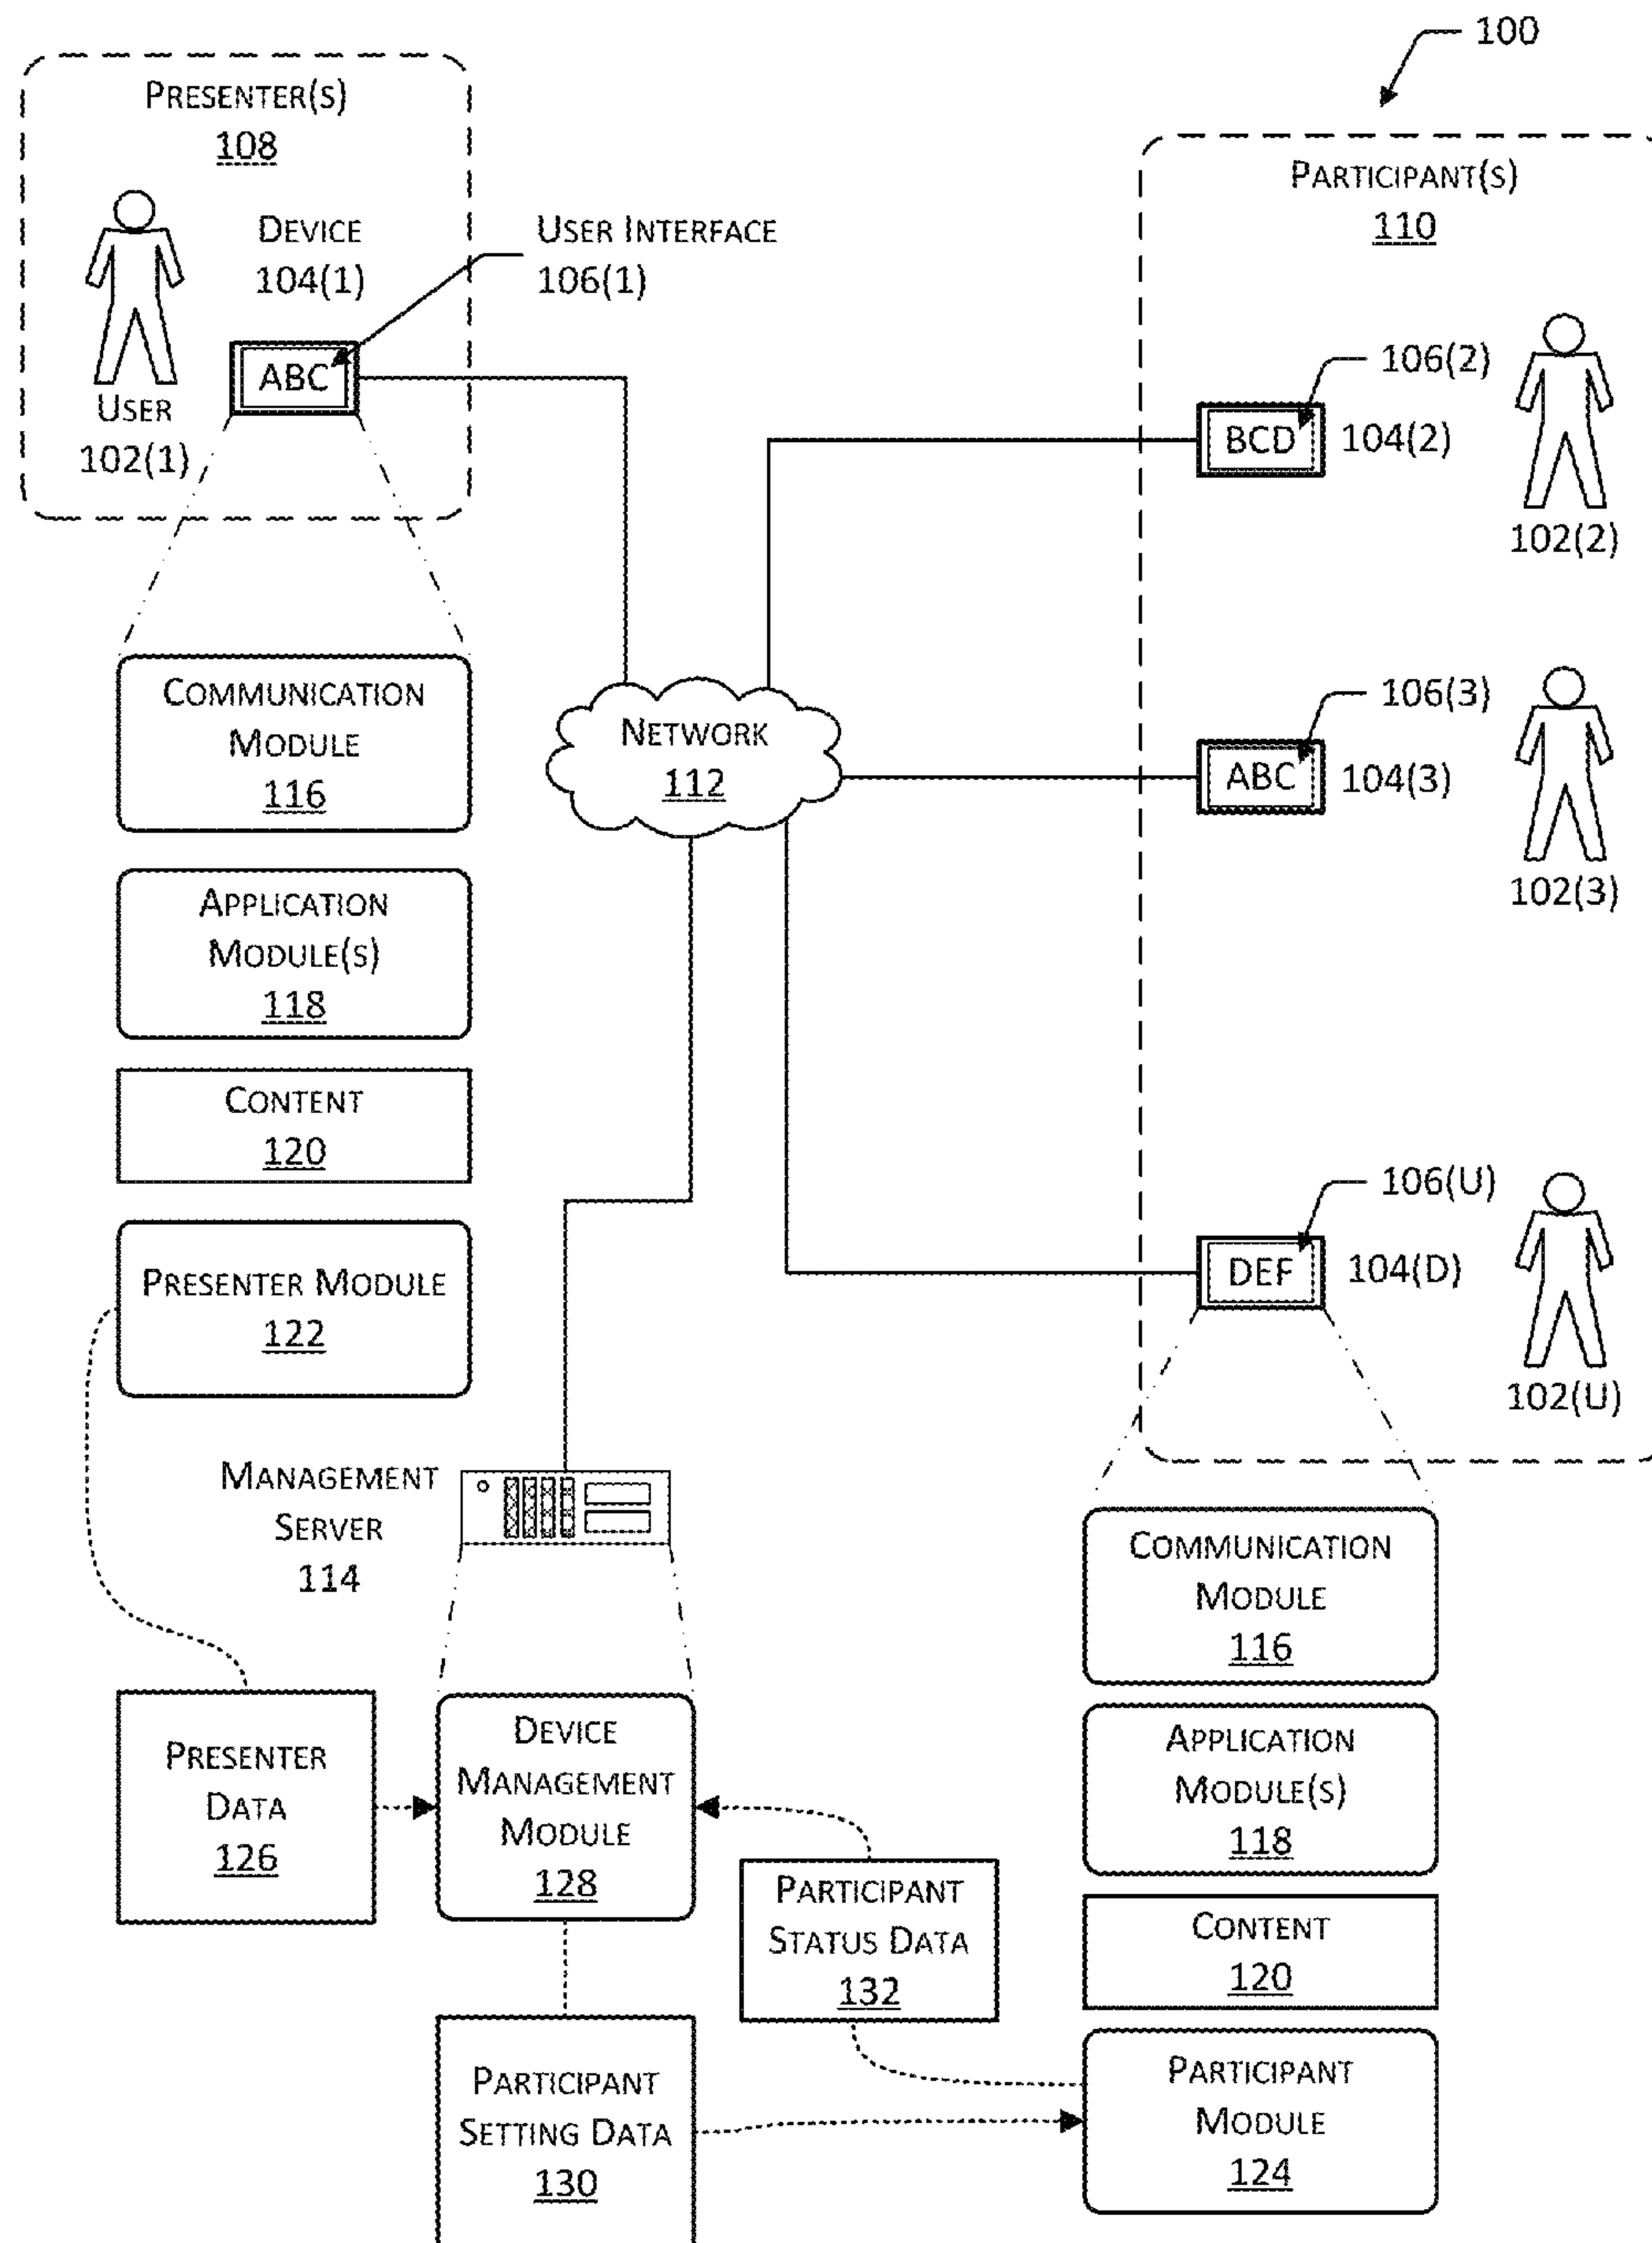 100
PRESENTER(S)
108
DEVICE
104(1)
USER INTERFACE
106(1)
ABC
USER
102(1)
PARTICIPANT(S)
110
106(2)
BCD
104(2)
102(2)
106(3)
ABC
104(3)
102(3)
106(U)
DEF
104(D)
102(U)
NETWORK
112
COMMUNICATION
MODULE
116
APPLICATION
MODULE(S)
118
CONTENT
120
PRESENTER MODULE
122
MANAGEMENT
SERVER
114
PRESENTER
DATA
126
DEVICE
MANAGEMENT
MODULE
128
PARTICIPANT
STATUS DATA
132
PARTICIPANT
SETTING DATA
130
COMMUNICATION
MODULE
116
APPLICATION
MODULE(S)
118
CONTENT
120
PARTICIPANT
MODULE
124